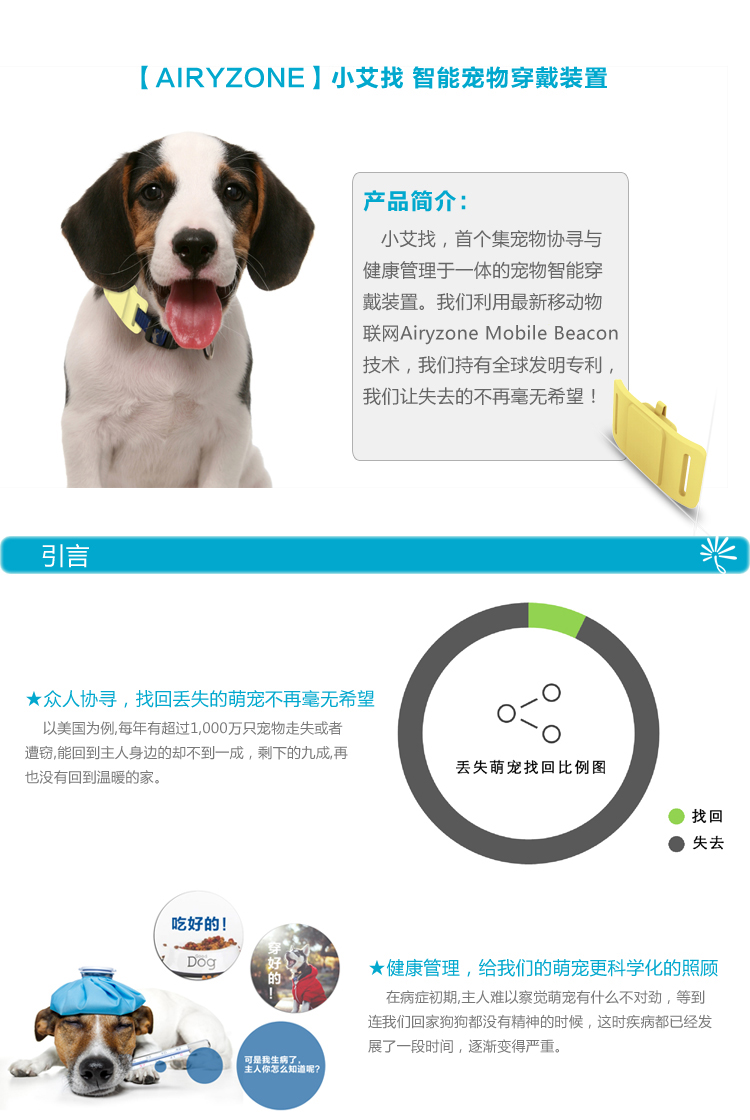 【AIRYZONE】小艾找 智能宠物穿戴装置
产品简介：
小艾找，首个集宠物协寻与
健康管理于一体的宠物智能穿
戴装置。我们利用最新移动物
联网Airyzone Mobile Beacon
技术，我们持有全球发明专利，
我们让失去的不再毫无希望！
引言
★众人协寻，找回丢失的萌宠不再毫无希望
以美国为例,每年有超过1,000万只宠物走失或者
遭窃,能回到主人身边的却不到一成，剩下的九成,再
也没有回到温暖的家。
丢失萌宠找回比例图
找回
失去
吃好的！
Dog
穿好的！
可是我生病了，
主人你怎么知道呢？
★健康管理，给我们的萌宠更科学化的照顾
在病症初期,主人难以察觉萌宠有什么不对劲，等到
连我们回家狗狗都没有精神的时候，这时疾病都已经发
展了一段时间，逐渐变得严重。